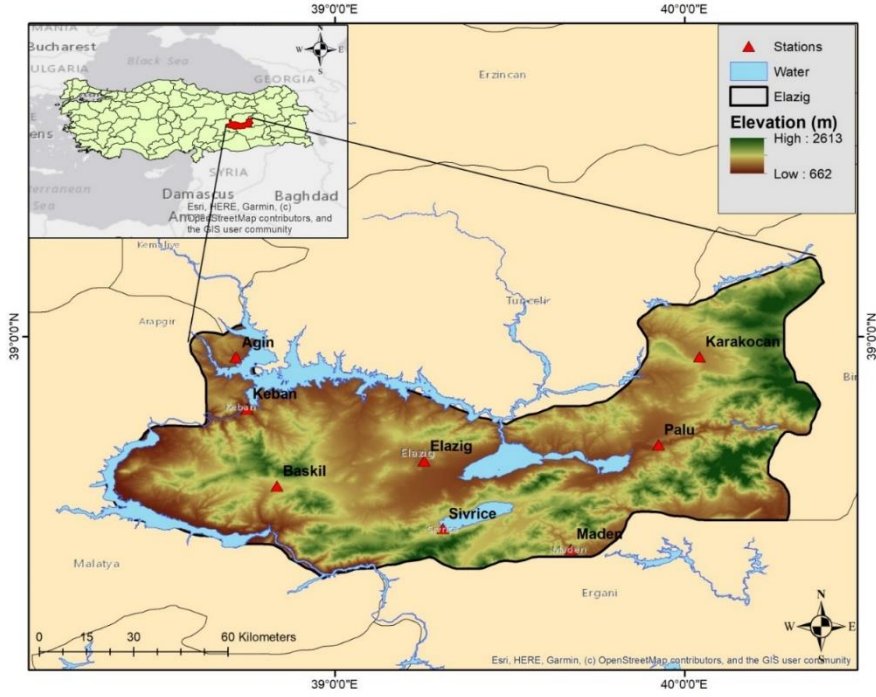 39°0'0"E
40°0'0"E
MANIA
Bucharest
Black Sea
ULGARIA
GEORGIA
ens
SYRIA
Damascus
Baghdad
iterranean
Sea
Esri, HERE, Garmin, (c)
OpenStreetMap contributors, and
the GIS user community
N
W
E
S
Stations
Water
Elazig
Elevation (m)
High : 2613
Low : 662
Erzincan
Kemaliye
Tunceli
Arapgir
39°0'0"N
39°0'0"N
Agin
Karakocan
Bin
Keban
Keban
Palu
Elazig
Elazig
Baskil
Sivrice
Maden
Maden
Malatya
Ergani
N
W
E
S
0
15
30
60 Kilometers
Esri, HERE, Garmin, (c) OpenStreetMap contributors, and the GIS user community
39°0'0"E
40°0'0"E